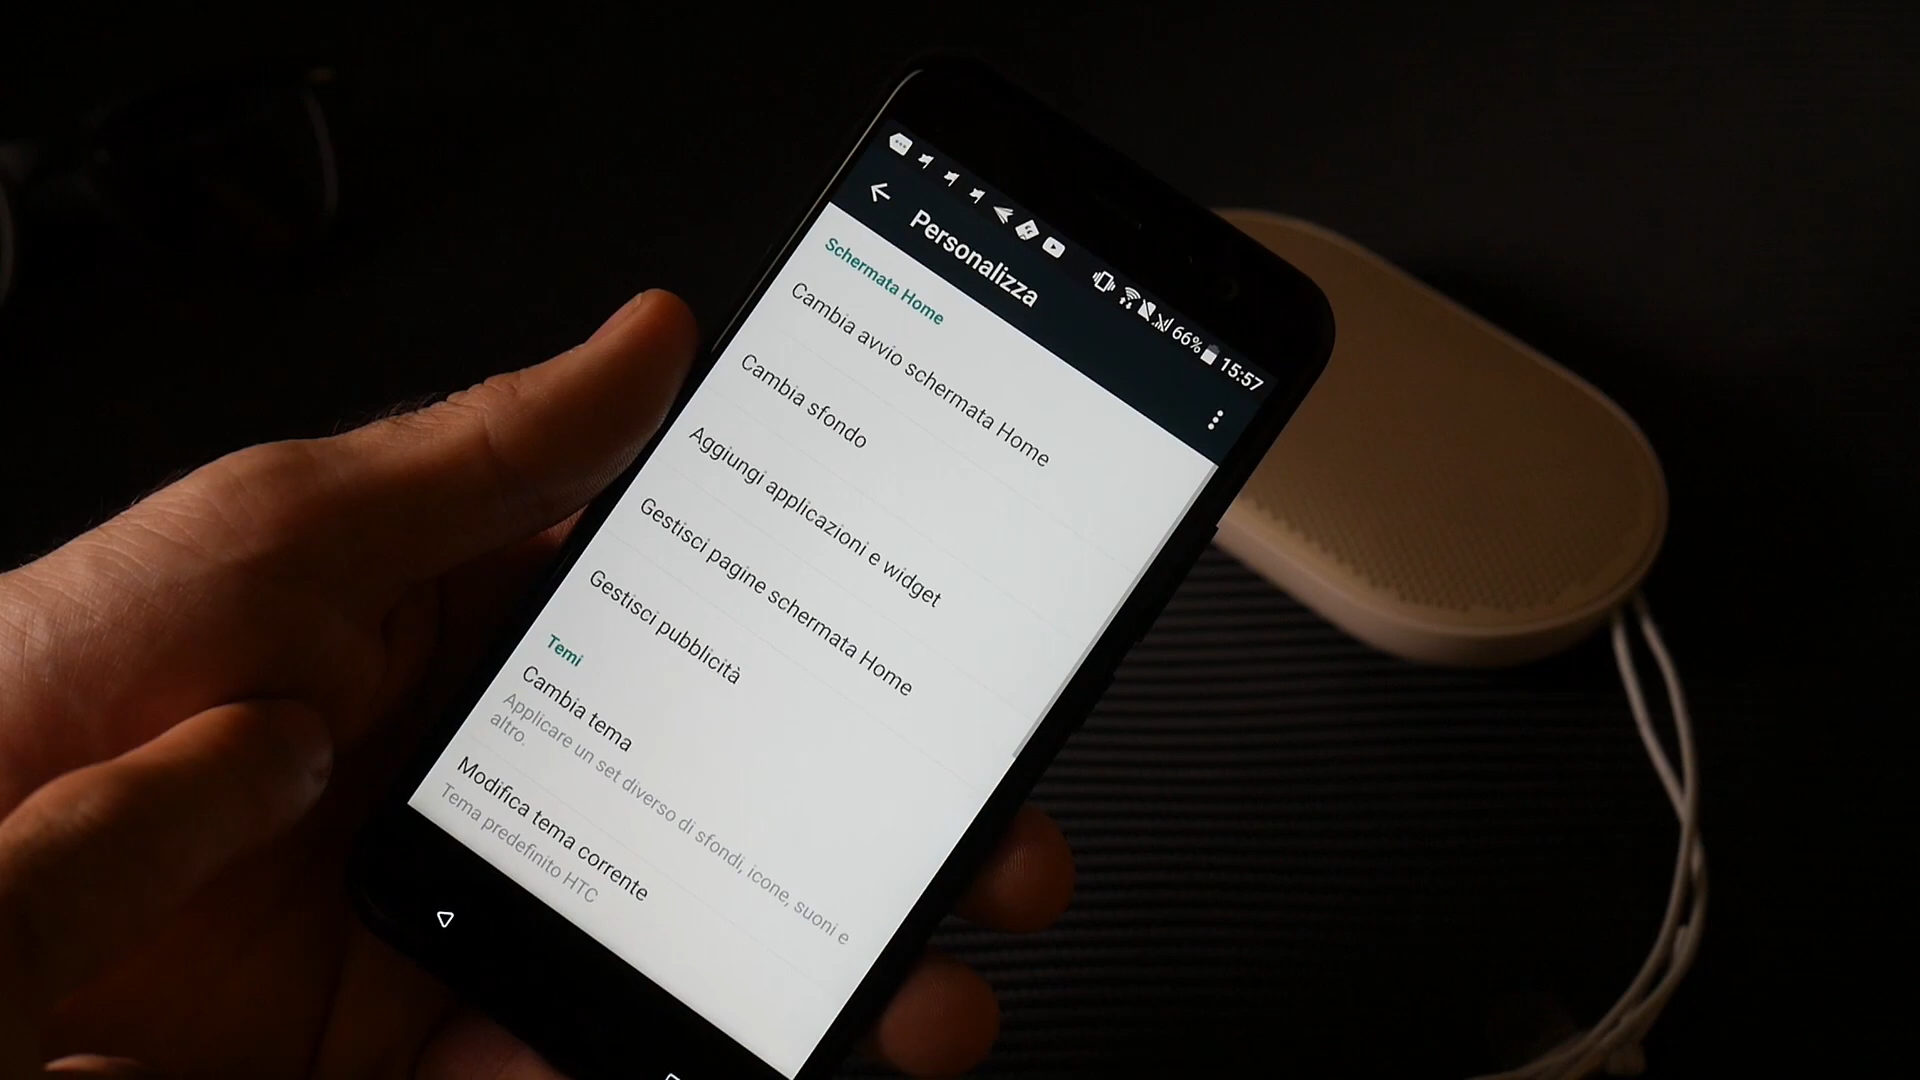 66% 15:57
Personalizza
Schermata Home
Cambia avvio schermata Home
Cambia sfondo
Aggiungi applicazioni e widget
Gestisci pagine schermata Home
Gestisci pubblicità
Temi
Cambia tema
Applicare un set diverso di sfondi, icone, suoni e
altro.
Modifica tema corrente
Tema predefinito HTC